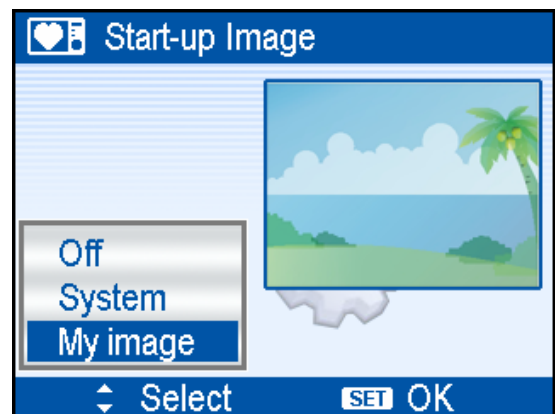 Start-up Image
Off
System
My image
Select SET OK